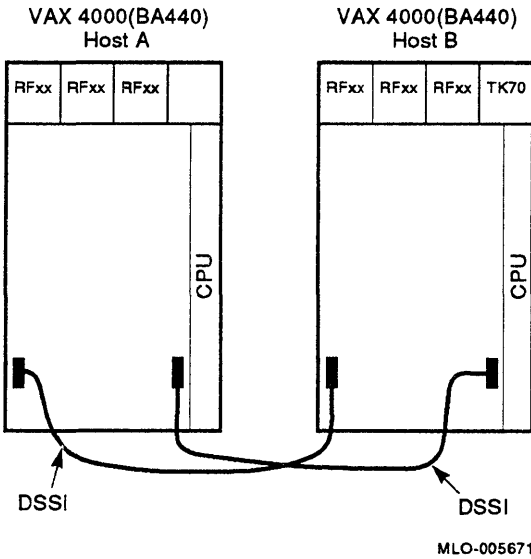 VAX 4000(BA440)
Host A
VAX 4000(BA440)
Host B
RFxx RFxx RFxx
RFxx RFxx RFxx TK70
CPU
CPU
DSSI
DSSI
MLO-005671